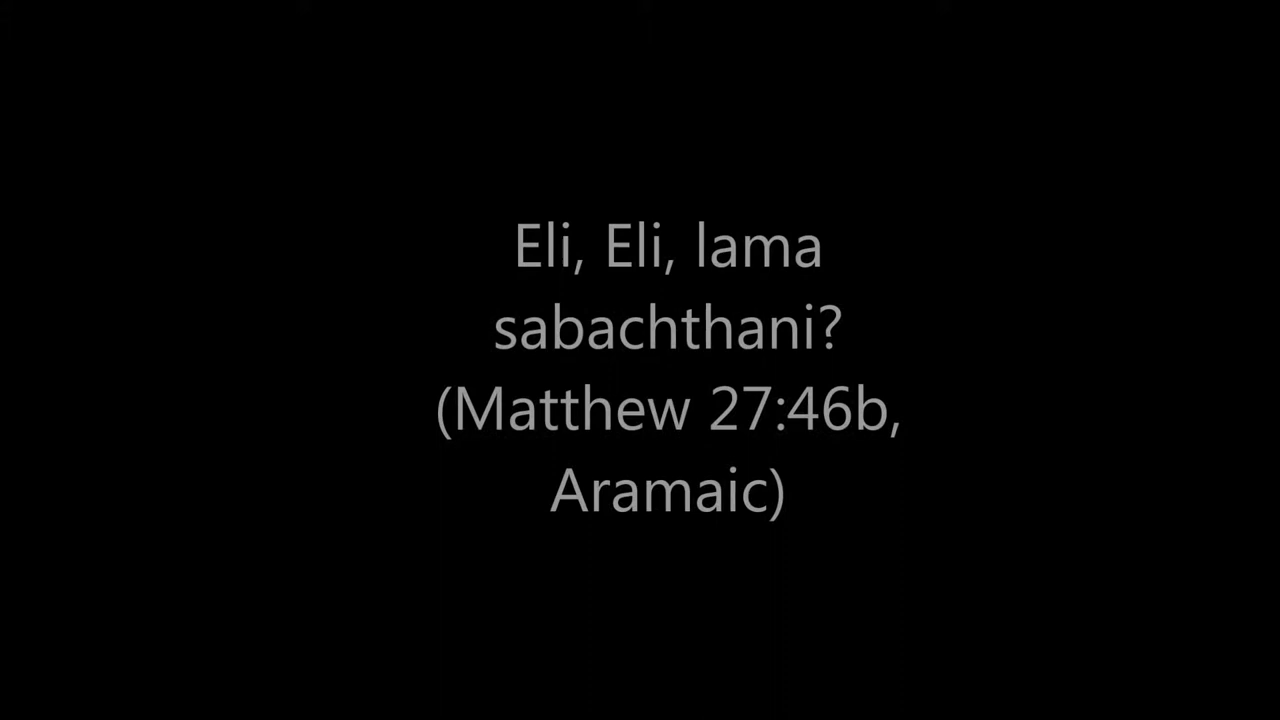 Eli, Eli, lama
sabachthani?
(Matthew 27:46b,
Aramaic)